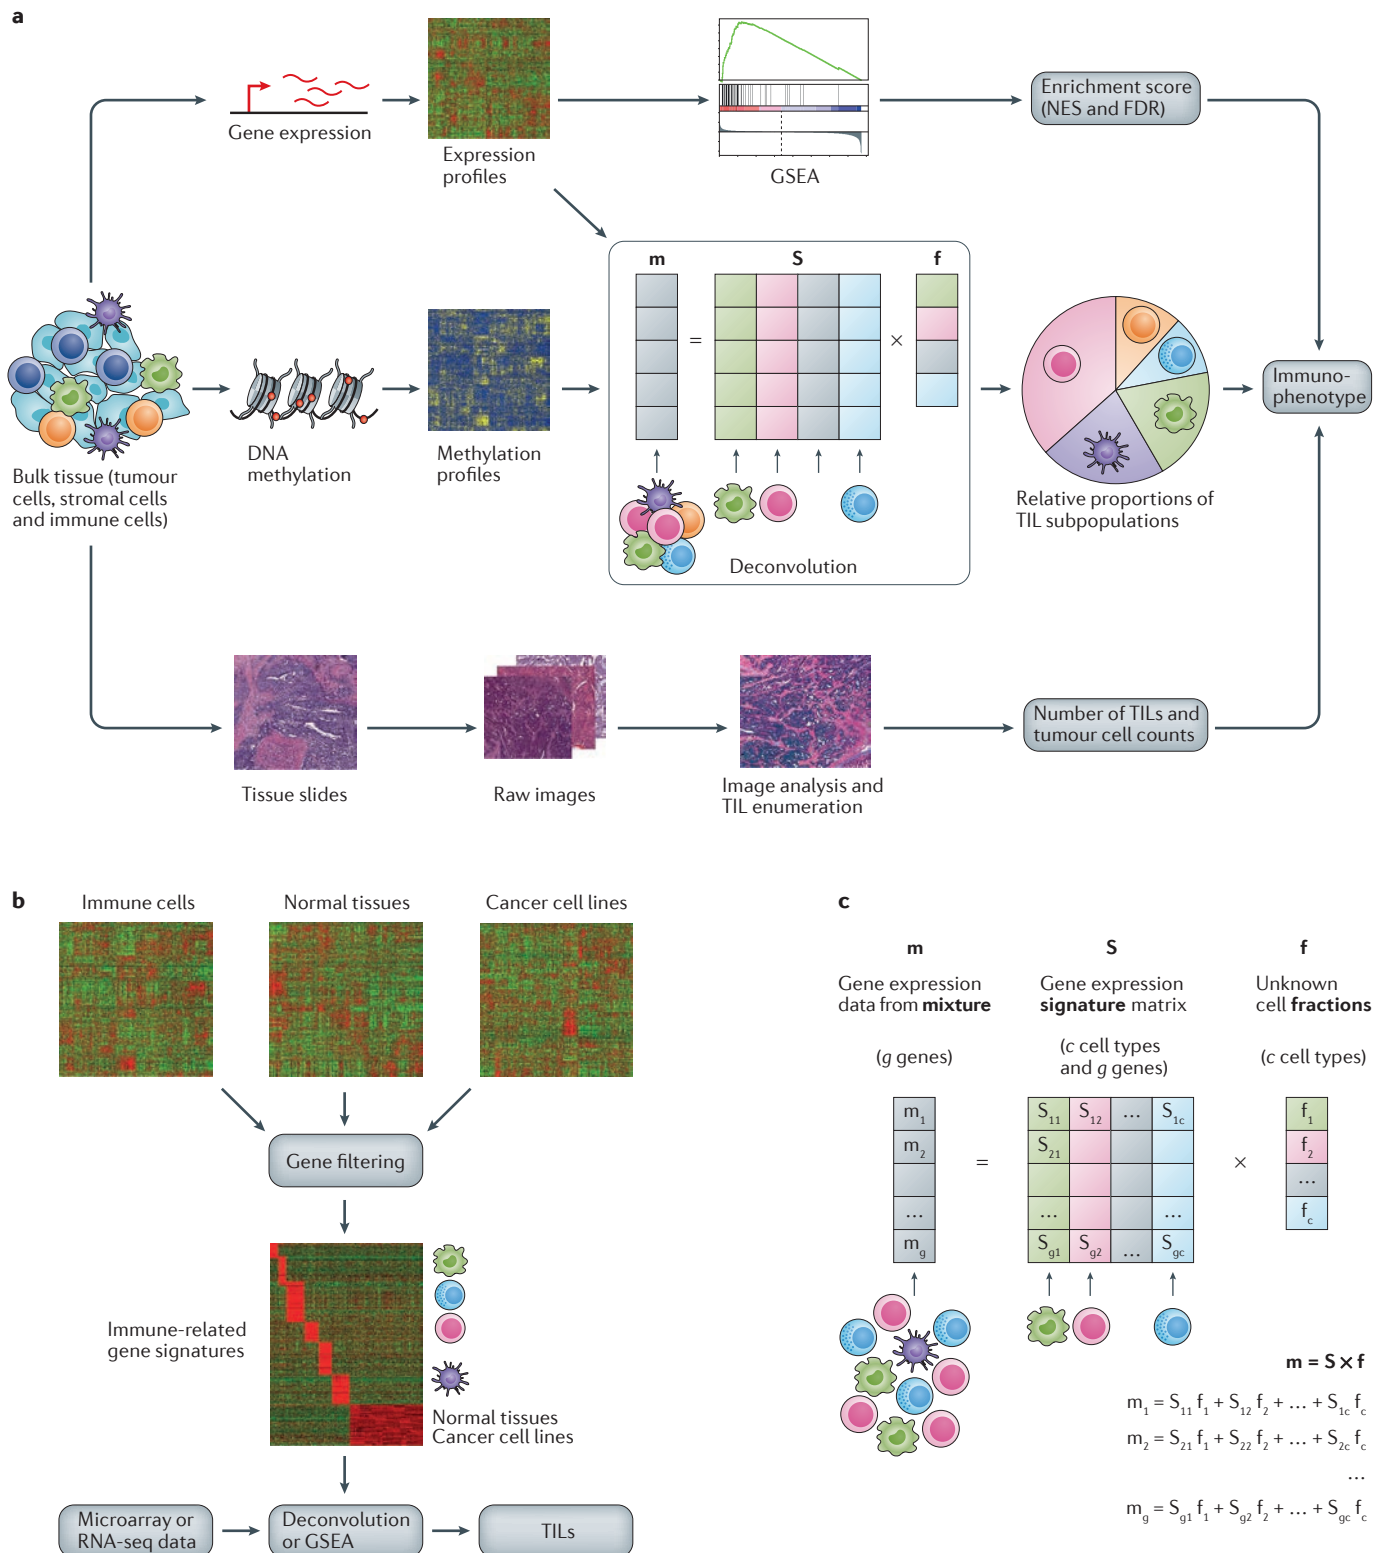 a
Gene expression
Expression
profiles
GSEA
Enrichment score
(NES and FDR)
m
S
f
=
×
Bulk tissue (tumour
cells, stromal cells
and immune cells)
DNA
methylation
Methylation
profiles
Deconvolution
Relative proportions of
TIL subpopulations
Immuno-
phenotype
Tissue slides
Raw images
Image analysis and
TIL enumeration
Number of TILs and
tumour cell counts
b
Immune cells
Normal tissues
Cancer cell lines
Gene filtering
Immune-related
gene signatures
Normal tissues
Cancer cell lines
Microarray or
RNA-seq data
Deconvolution
or GSEA
TILs
c
m
S
f
Gene expression
data from mixture
Gene expression
signature matrix
Unknown
cell fractions
(g genes)
(c cell types
and g genes)
(c cell types)
m1
m2
...
mg
=
S11 S12 ... S1c
S21
... ...
Sg1 Sg2 ... Sgc
×
f1
f2
...
fc
m = S × f
m1 = S11 f1 + S12 f2 + ... + S1c fc
m2 = S21 f1 + S22 f2 + ... + S2c fc
...
mg = Sg1 f1 + Sg2 f2 + ... + Sgc fc